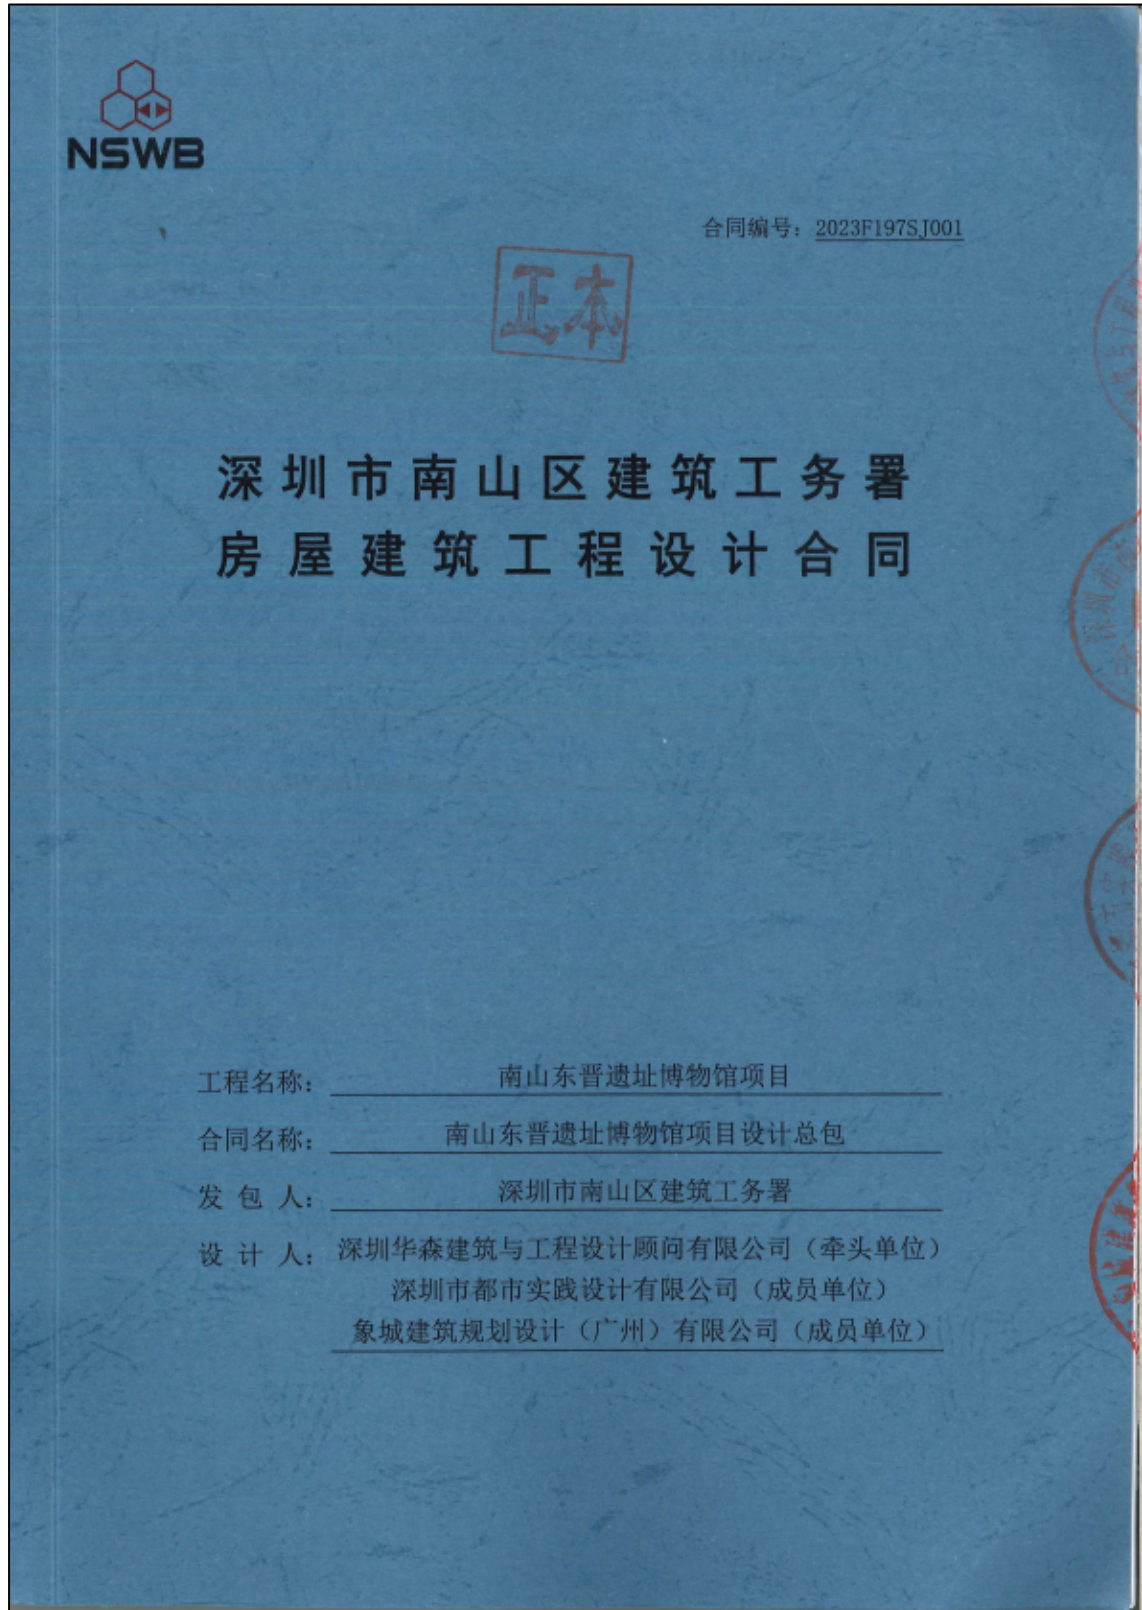 NSWB
合同编号：2023F197SJ001
正本
深圳市南山区建筑工务署
房屋建筑工程设计合同
工程名称： 南山东晋遗址博物馆项目
合同名称： 南山东晋遗址博物馆项目设计总包
发 包 人： 深圳市南山区建筑工务署
设 计 人： 深圳华森建筑与工程设计顾问有限公司（牵头单位）
深圳市都市实践设计有限公司（成员单位）
象城建筑规划设计（广州）有限公司（成员单位）